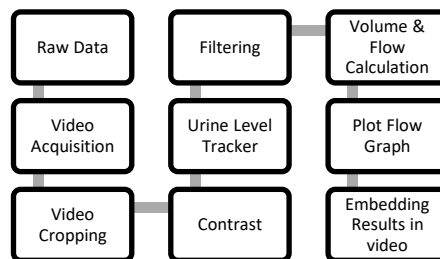 Raw Data
Video
Acquisition
Video
Cropping
Contrast
Urine Level
Tracker
Filtering
Volume &
Flow
Calculation
Plot Flow
Graph
Embedding
Results in
video